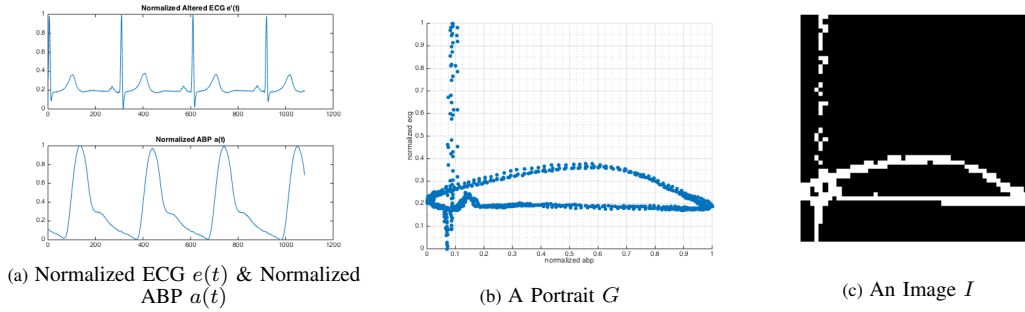 Normalized Altered ECG e'(t)
1
0.8
0.6
0.4
0.2
0
0 200 400 600 800 1000 1200
Normalized ABP a(t)
1
0.8
0.6
0.4
0.2
0
0 200 400 600 800 1000 1200
(a) Normalized ECG e(t) & Normalized
ABP a(t)
normalized ecg
1
0.9
0.8
0.7
0.6
0.5
0.4
0.3
0.2
0.1
0
0 0.1 0.2 0.3 0.4 0.5 0.6 0.7 0.8 0.9 1
normalized abp
(b) A Portrait G
(c) An Image I